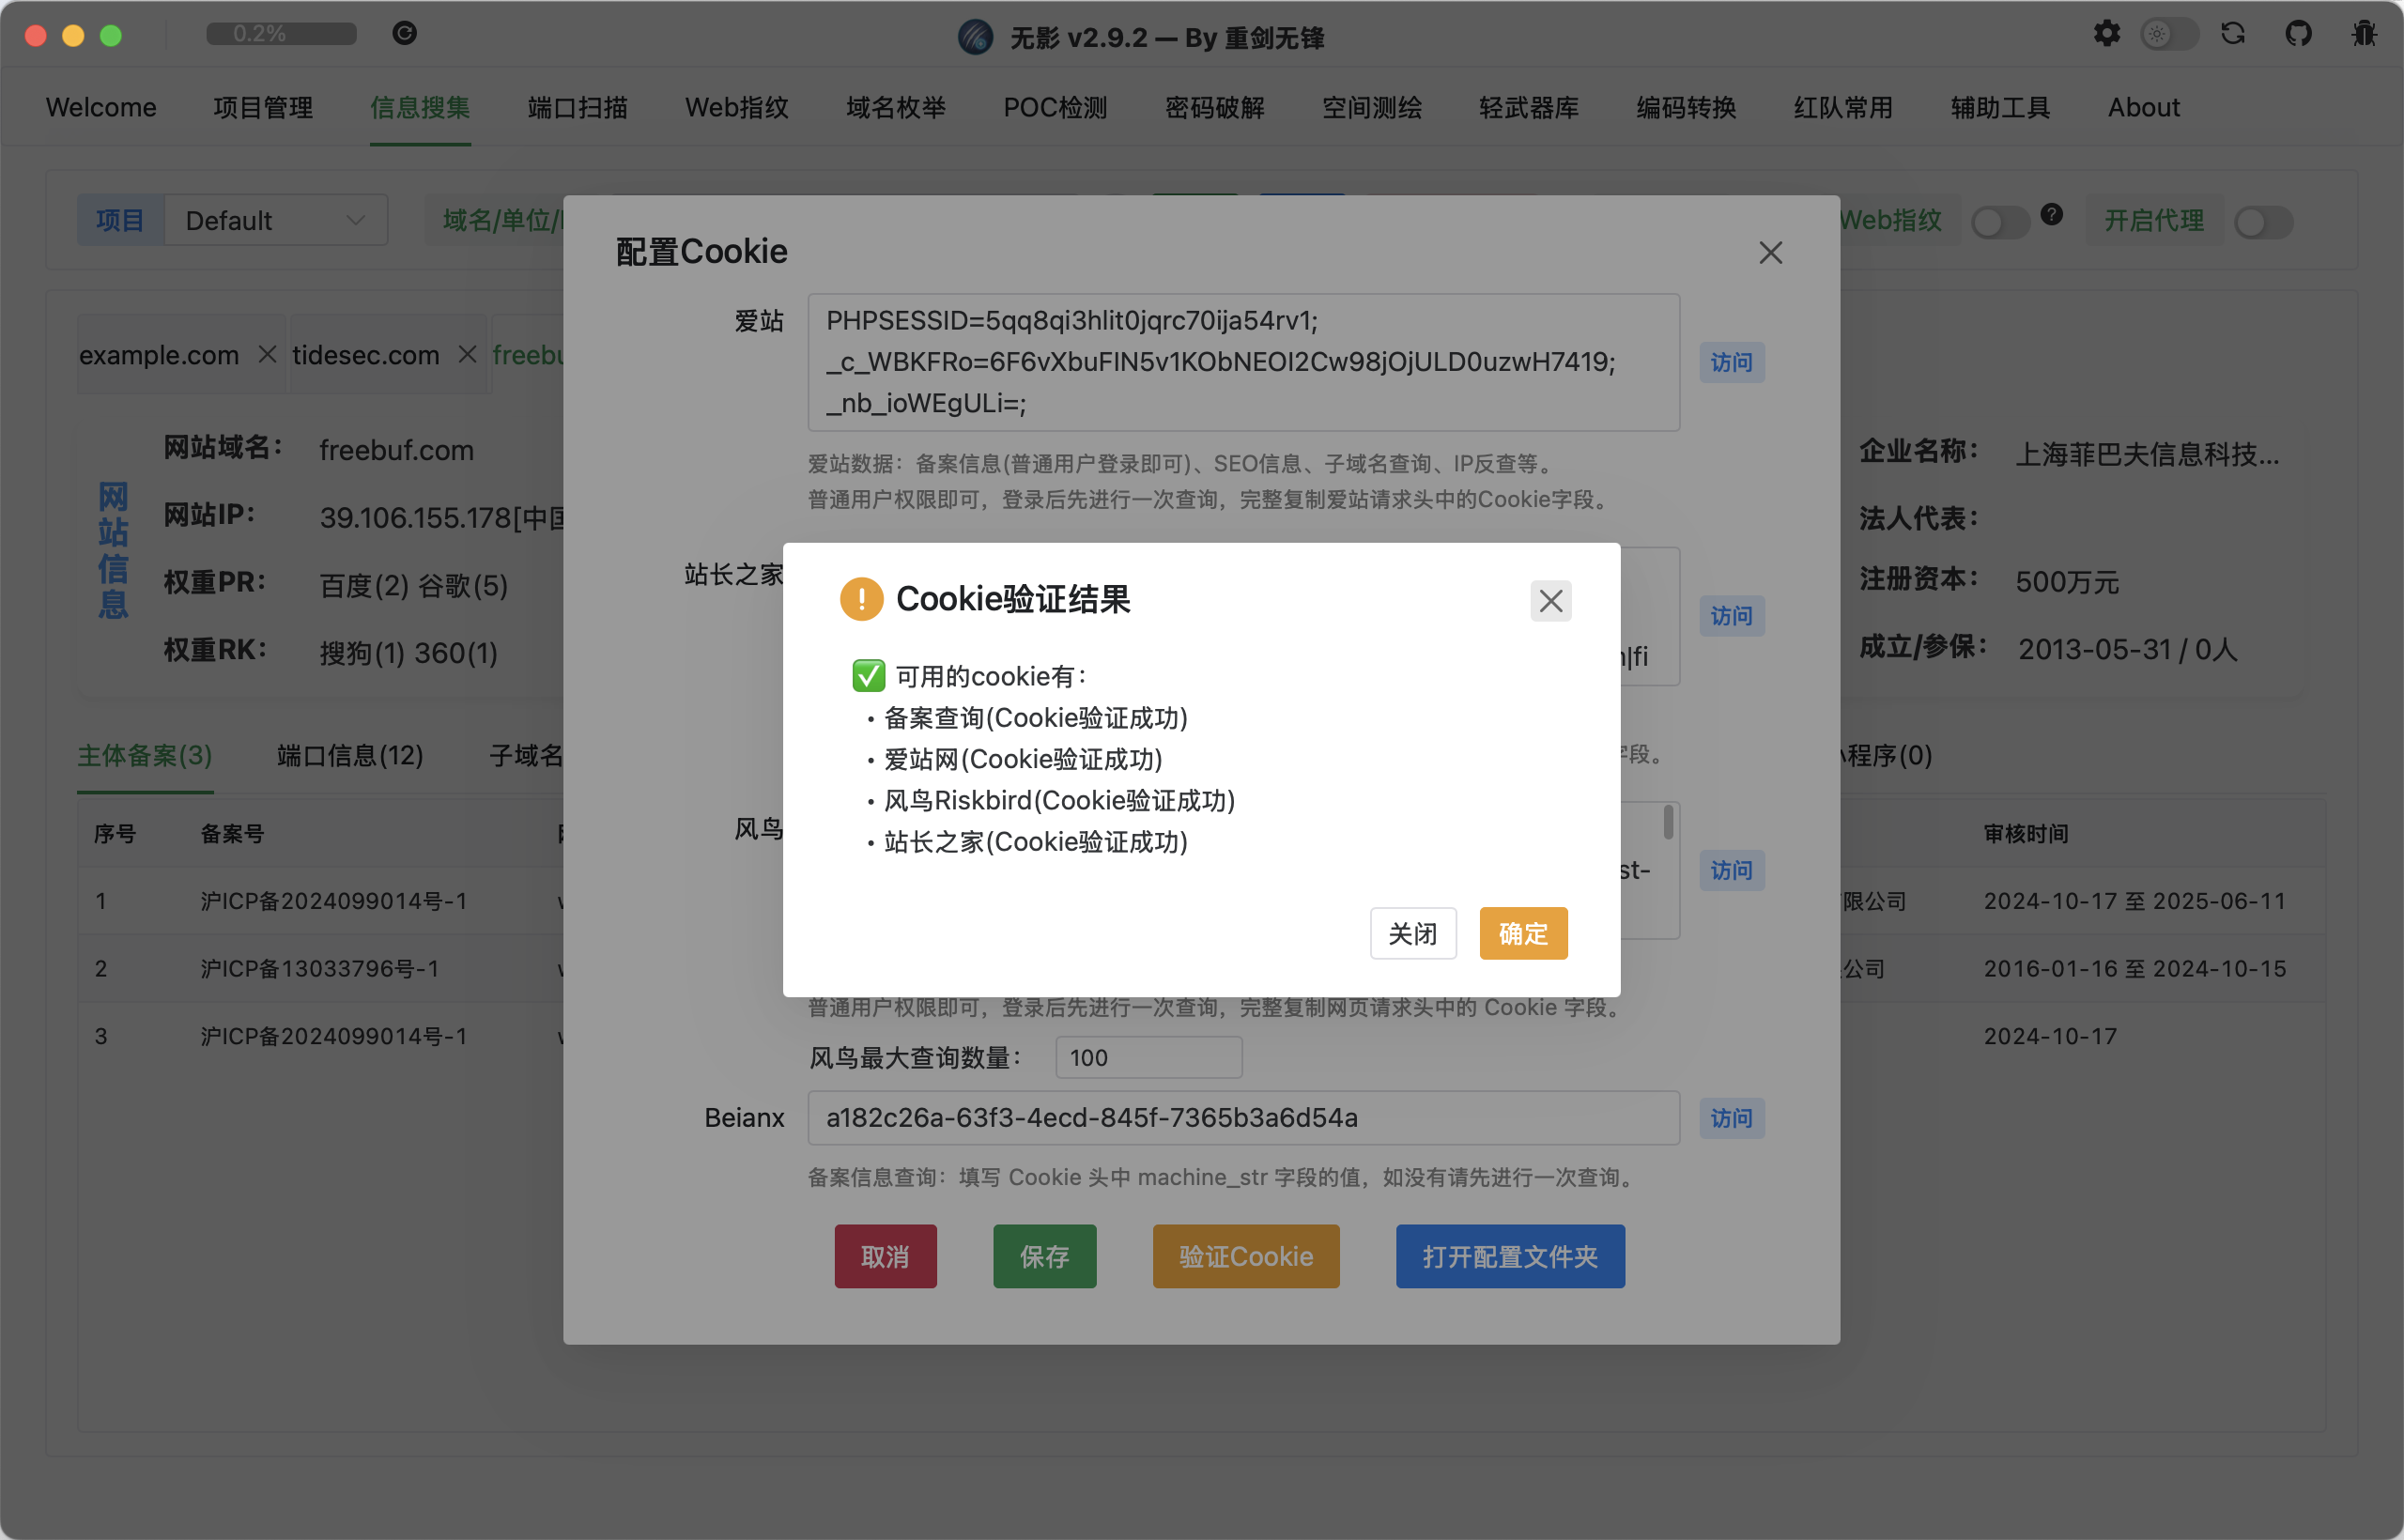 0.2%
无影 v2.9.2 — By 重剑无锋
Welcome 项目管理 信息搜集 端口扫描 Web指纹 域名枚举 POC检测 密码破解 空间测绘 轻武器库 编码转换 红队常用 辅助工具 About
项目 Default 域名/单位/ Web指纹 ? 开启代理
配置Cookie
爱站
PHPSESSID=5qq8qi3hlit0jqrc70ija54rv1;
_c_WBKFRo=6F6vXbuFIN5v1KObNEOI2Cw98jOjULD0uzwH7419;
_nb_ioWEgULi=;
访问
爱站数据：备案信息(普通用户登录即可)、SEO信息、子域名查询、IP反查等。
普通用户权限即可，登录后先进行一次查询，完整复制爱站请求头中的Cookie字段。
example.com tidesec.com freebu
网站信息
网站域名： freebuf.com
网站IP： 39.106.155.178[中国
权重PR： 百度(2) 谷歌(5)
权重RK： 搜狗(1) 360(1)
企业名称： 上海菲巴夫信息科技...
法人代表：
注册资本： 500万元
成立/参保： 2013-05-31 / 0人
站长之家
访问
|fi
字段。
Cookie验证结果
✅ 可用的cookie有：
• 备案查询(Cookie验证成功)
• 爱站网(Cookie验证成功)
• 风鸟Riskbird(Cookie验证成功)
• 站长之家(Cookie验证成功)
关闭 确定
主体备案(3) 端口信息(12) 子域名 小程序(0)
序号 备案号 审核时间
1 沪ICP备2024099014号-1 限公司 2024-10-17 至 2025-06-11
2 沪ICP备13033796号-1 公司 2016-01-16 至 2024-10-15
3 沪ICP备2024099014号-1 2024-10-17
风鸟
st-
访问
普通用户权限即可，登录后先进行一次查询，完整复制网页请求头中的 Cookie 字段。
风鸟最大查询数量： 100
Beianx a182c26a-63f3-4ecd-845f-7365b3a6d54a 访问
备案信息查询：填写 Cookie 头中 machine_str 字段的值，如没有请先进行一次查询。
取消 保存 验证Cookie 打开配置文件夹